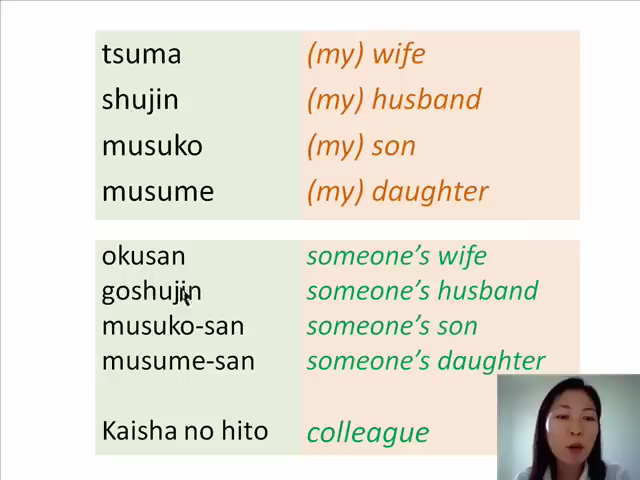 tsuma (my) wife
shujin (my) husband
musuko (my) son
musume (my) daughter
okusan someone's wife
goshujin someone's husband
musuko-san someone's son
musume-san someone's daughter
Kaisha no hito colleague